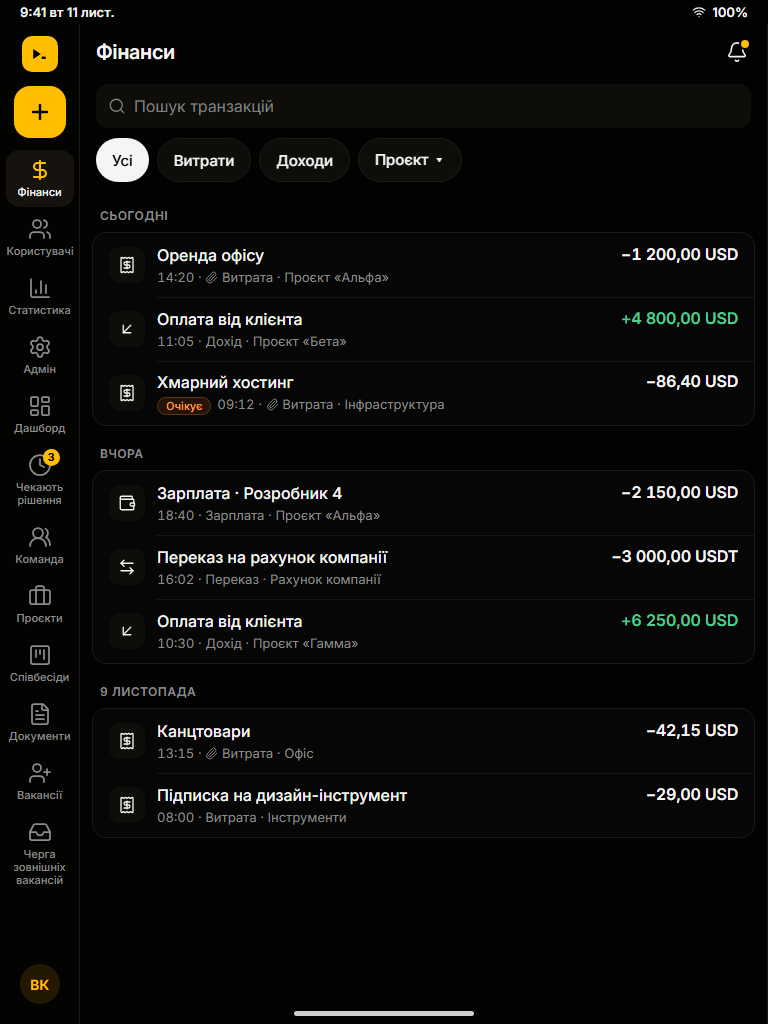 9:41 вт 11 лист.
100%
Фінанси
Пошук транзакцій
Усі
Витрати
Доходи
Проєкт
Фінанси
Користувачі
Статистика
Адмін
Дашборд
3
Чекають
рішення
Команда
Проєкти
Співбесіди
Документи
Вакансії
Черга
зовнішніх
вакансій
ВК
СЬОГОДНІ
Оренда офісу
−1 200,00 USD
14:20 · Витрата · Проєкт «Альфа»
Оплата від клієнта
+4 800,00 USD
11:05 · Дохід · Проєкт «Бета»
Хмарний хостинг
−86,40 USD
Очікує 09:12 · Витрата · Інфраструктура
ВЧОРА
Зарплата · Розробник 4
−2 150,00 USD
18:40 · Зарплата · Проєкт «Альфа»
Переказ на рахунок компанії
−3 000,00 USDT
16:02 · Переказ · Рахунок компанії
Оплата від клієнта
+6 250,00 USD
10:30 · Дохід · Проєкт «Гамма»
9 ЛИСТОПАДА
Канцтовари
−42,15 USD
13:15 · Витрата · Офіс
Підписка на дизайн-інструмент
−29,00 USD
08:00 · Витрата · Інструменти